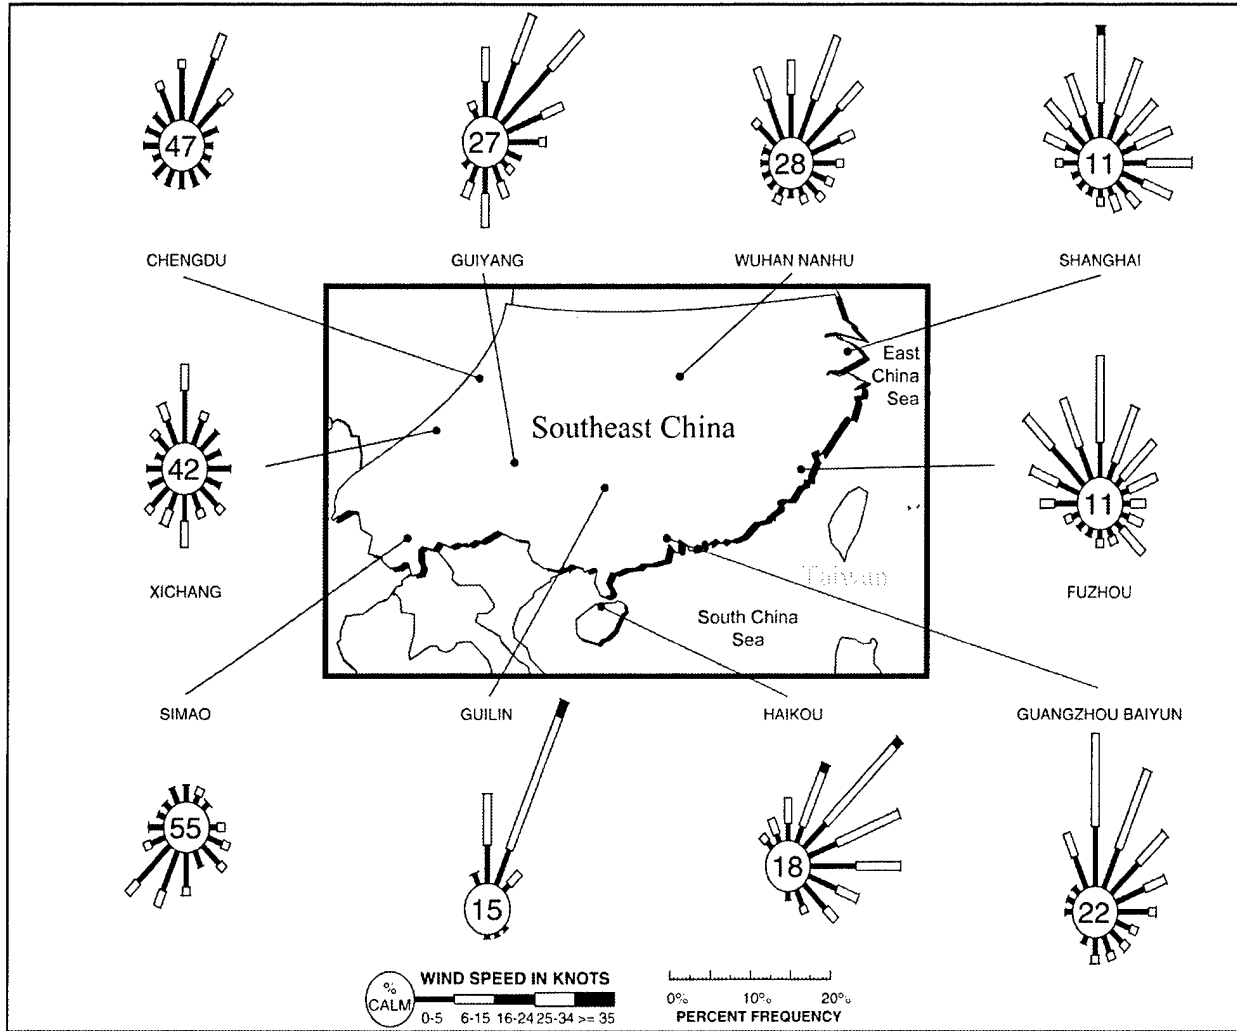 47
27
28
11
CHENGDU
GUIYANG
WUHAN NANHU
SHANGHAI
East
China
Sea
Southeast China
42
11
XICHANG
Taiwan
FUZHOU
South China
Sea
SIMAO
GUILIN
HAIKOU
GUANGZHOU BAIYUN
55
15
18
22
%
CALM
WIND SPEED IN KNOTS
0-5 6-15 16-24 25-34 >= 35
0% 10% 20%
PERCENT FREQUENCY